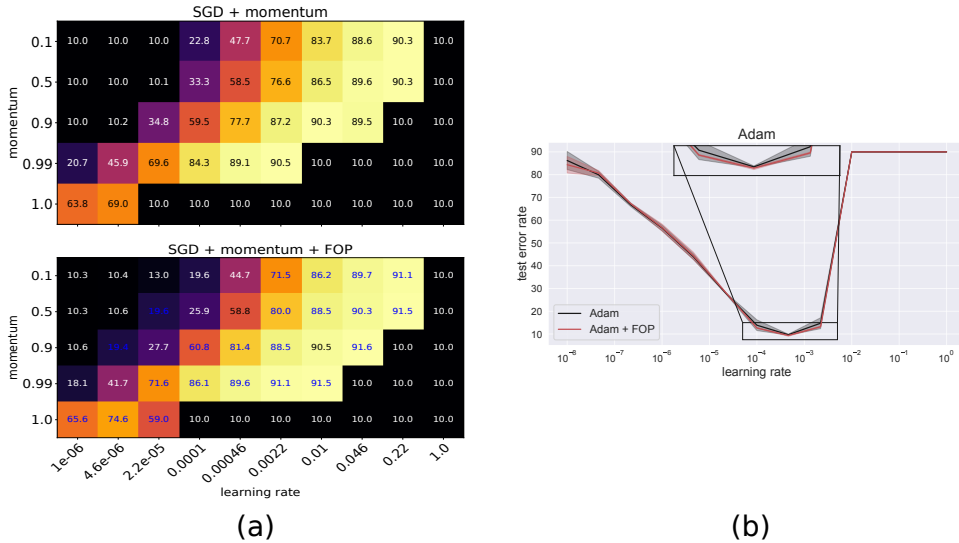 SGD + momentum
momentum
0.1 10.0 10.0 10.0 22.8 47.7 70.7 83.7 88.6 90.3 10.0
0.5 10.0 10.0 10.1 33.3 58.5 76.6 86.5 89.6 90.3 10.0
0.9 10.0 10.2 34.8 59.5 77.7 87.2 90.3 89.5 10.0 10.0
0.99 20.7 45.9 69.6 84.3 89.1 90.5 10.0 10.0 10.0 10.0
1.0 63.8 69.0 10.0 10.0 10.0 10.0 10.0 10.0 10.0 10.0
SGD + momentum + FOP
momentum
0.1 10.3 10.4 13.0 19.6 44.7 71.5 86.2 89.7 91.1 10.0
0.5 10.3 10.6 25.9 58.8 80.0 88.5 90.3 91.5 10.0
0.9 10.6 27.7 60.8 81.4 88.5 90.5 91.6 10.0 10.0
0.99 18.1 41.7 71.6 86.1 89.6 91.1 91.5 10.0 10.0 10.0
1.0 65.6 74.6 59.0 10.0 10.0 10.0 10.0 10.0 10.0 10.0
1e-06 4.6e-06 2.2e-05 0.0001 0.00046 0.0022 0.01 0.046 0.22 1.0
learning rate
(a)
Adam
test error rate
90
80
70
60
50
40
30
20
10
Adam
Adam + FOP
10⁻⁸ 10⁻⁷ 10⁻⁶ 10⁻⁵ 10⁻⁴ 10⁻³ 10⁻² 10⁻¹ 10⁰
learning rate
(b)